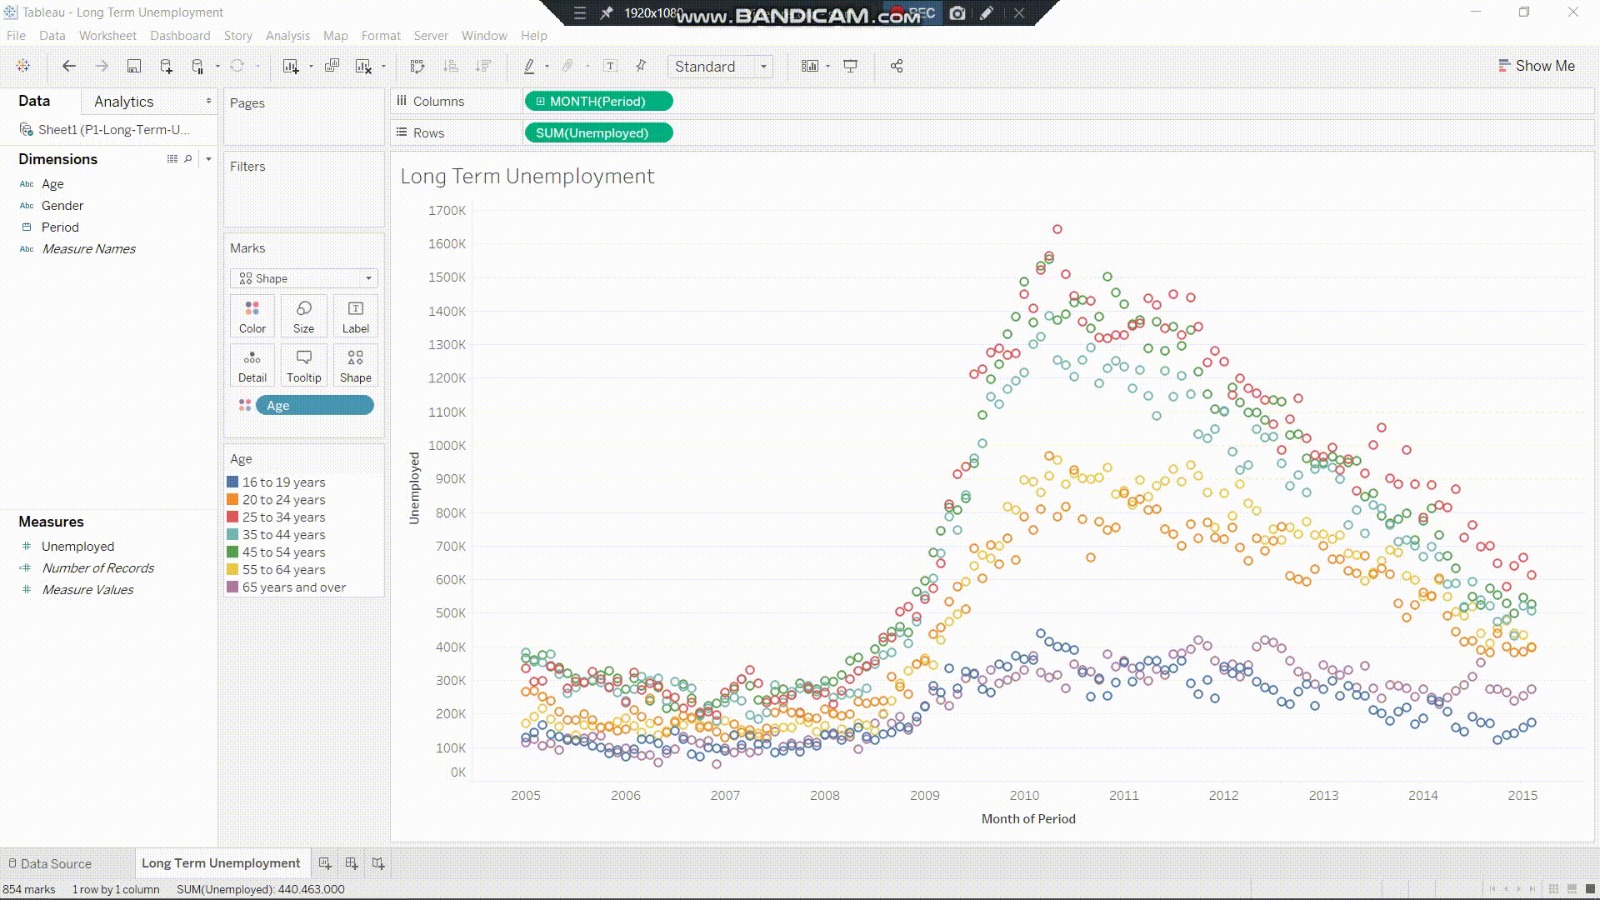 Tableau - Long Term Unemployment
1920x1080
www.BANDICAM.com
REC
File Data Worksheet Dashboard Story Analysis Map Format Server Window Help
Standard
Show Me
Data
Analytics
Sheet1 (P1-Long-Term-U...
Dimensions
Abc Age
Abc Gender
Period
Abc Measure Names
Measures
Unemployed
Number of Records
Measure Values
Pages
Filters
Marks
Shape
Color Size Label
Detail Tooltip Shape
Age
Age
16 to 19 years
20 to 24 years
25 to 34 years
35 to 44 years
45 to 54 years
55 to 64 years
65 years and over
Columns MONTH(Period)
Rows SUM(Unemployed)
Long Term Unemployment
1700K
1600K
1500K
1400K
1300K
1200K
1100K
1000K
900K
800K
700K
600K
500K
400K
300K
200K
100K
0K
Unemployed
2005 2006 2007 2008 2009 2010 2011 2012 2013 2014 2015
Month of Period
Data Source
Long Term Unemployment
854 marks 1 row by 1 column SUM(Unemployed): 440.463.000